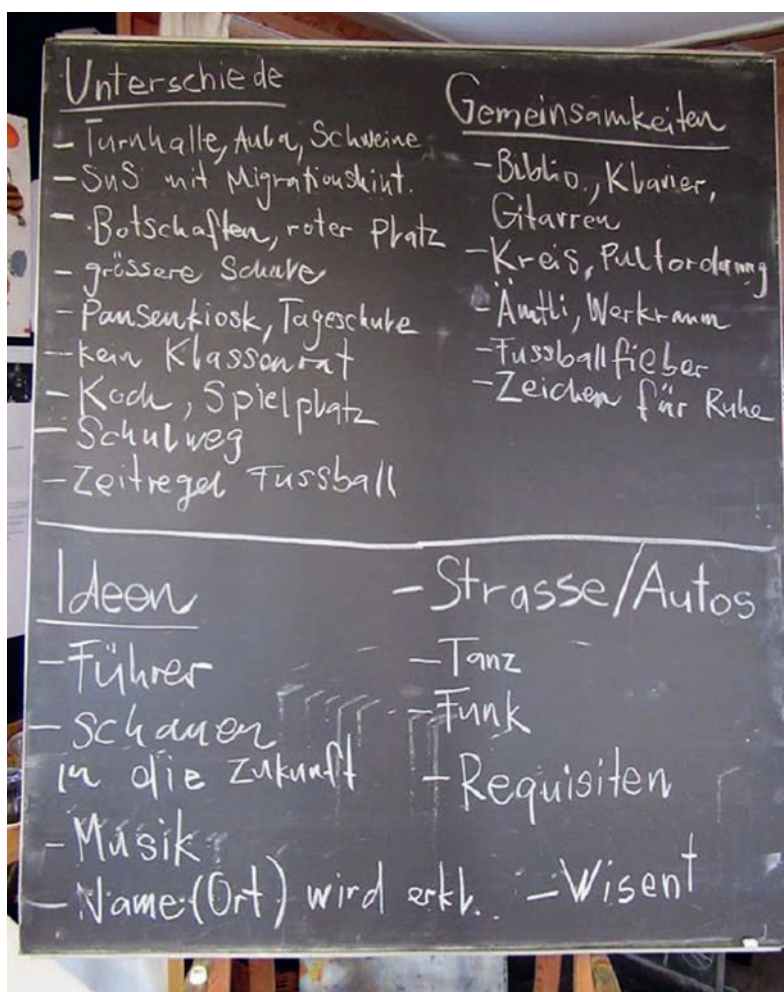 Unterschiede
- Turnhalle, Aula, Schweine
- SuS mit Migrationshint.
- Botschaften, roter Platz
- grössere Schule
- Pausenkiosk, Tageschule
- kein Klassenrat
- Koch, Spielplatz
- Schulweg
- Zeitregel Fussball
Gemeinsamkeiten
- Biblio., Klavier,
Gitarren
- Kreis, Pultordnung
- Ämtli, Werkraum
- Fussballfieber
- Zeichen für Ruhe
Ideen
- Führer
- schauen
in die Zukunft
- Musik
- Name (Ort) wird erkl.
- Strasse/Autos
- Tanz
- Funk
- Requisiten
- Wisent